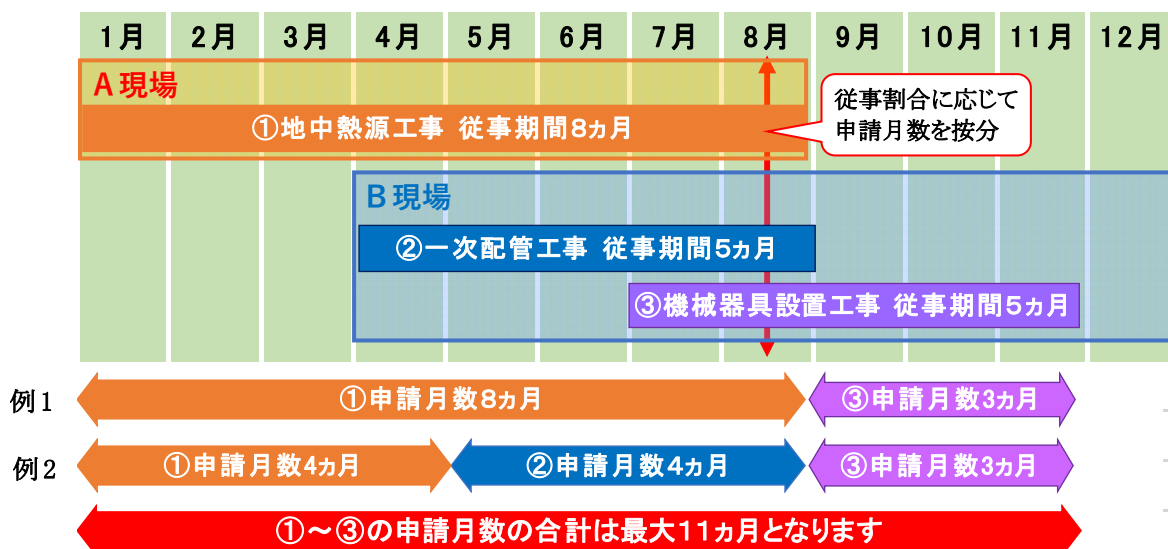 1月 2月 3月 4月 5月 6月 7月 8月 9月 10月 11月 12月
A現場
①地中熱源工事 従事期間8ヵ月
従事割合に応じて
申請月数を按分
B現場
②一次配管工事 従事期間5ヵ月
③機械器具設置工事 従事期間5ヵ月
例1 ①申請月数8ヵ月 ③申請月数3ヵ月
例2 ①申請月数4ヵ月 ②申請月数4ヵ月 ③申請月数3ヵ月
①～③の申請月数の合計は最大11ヵ月となります